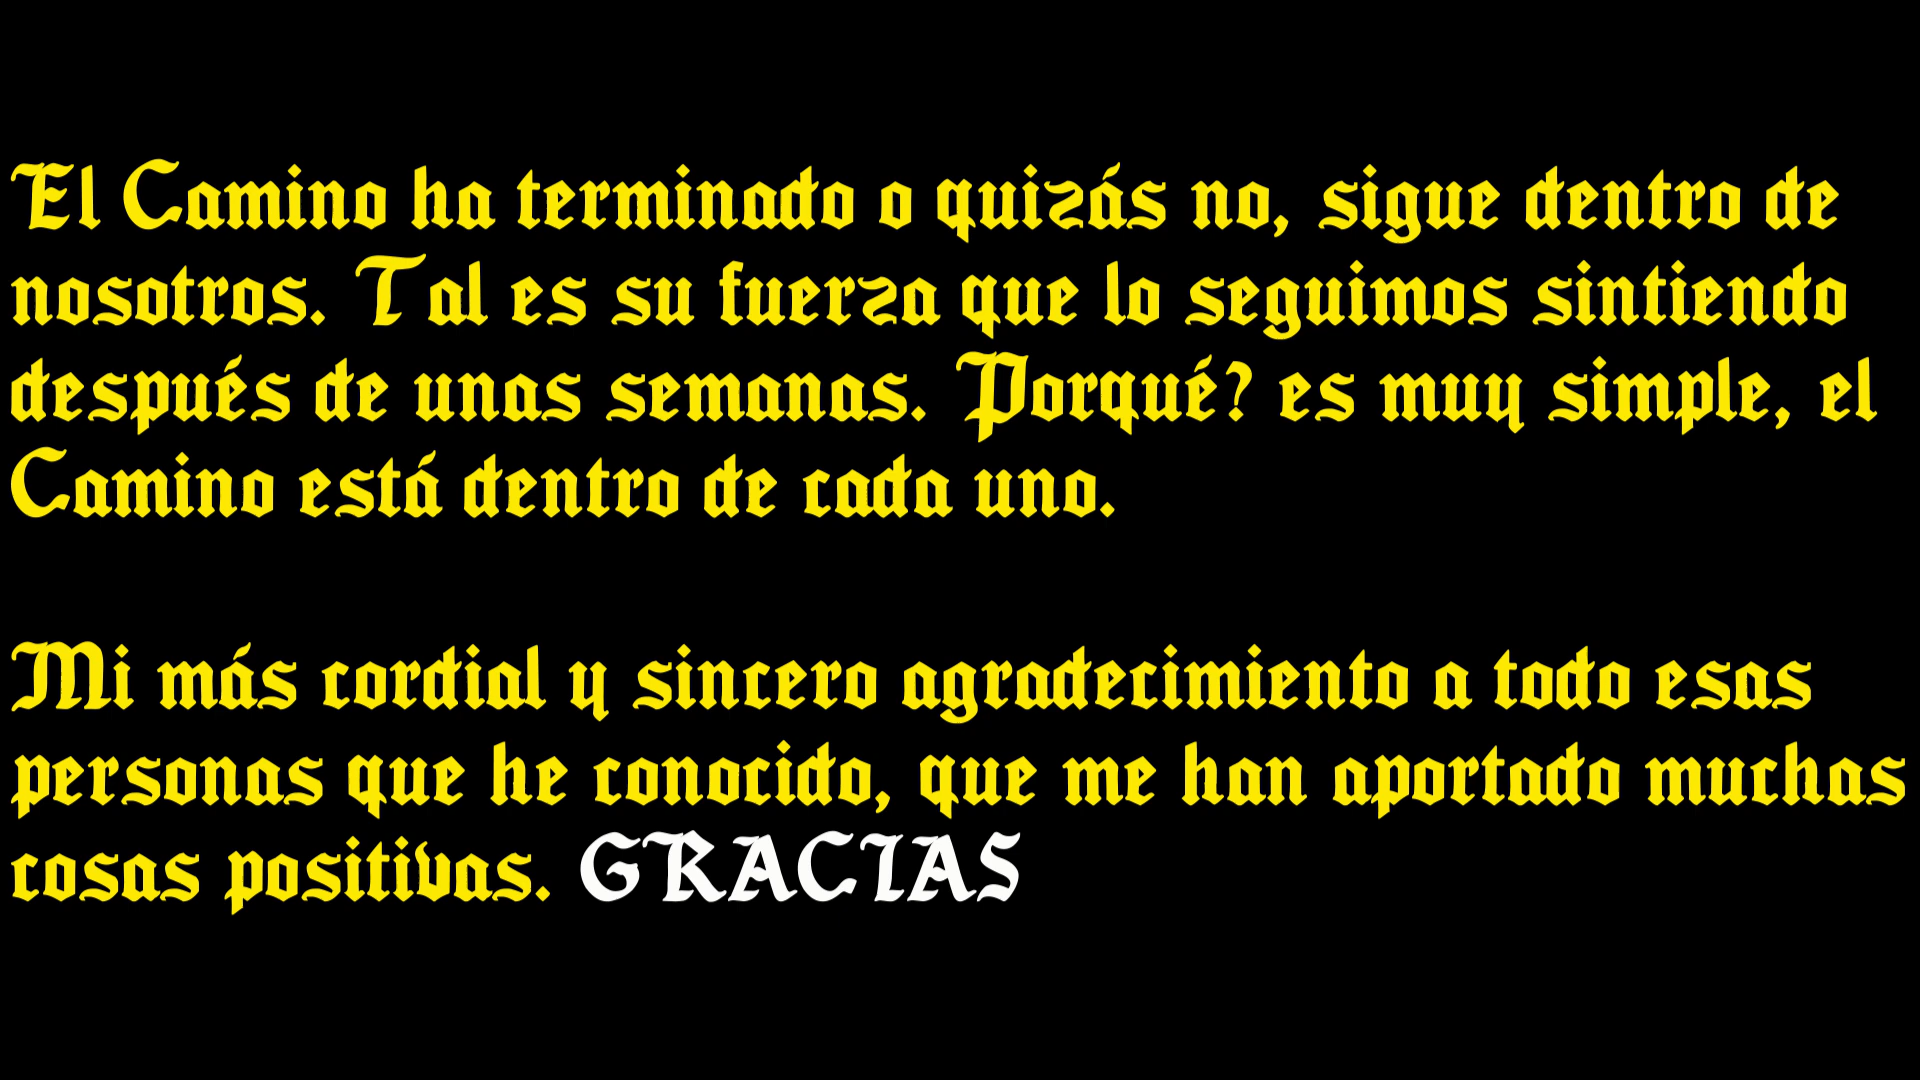 El Camino ha terminado o quizás no, sigue dentro de
nosotros. Tal es su fuerza que lo seguimos sintiendo
después de unas semanas. Porqué? es muy simple, el
Camino está dentro de cada uno.
Mi más cordial y sincero agradecimiento a todo esas
personas que he conocido, que me han aportado muchas
cosas positivas. GRACIAS